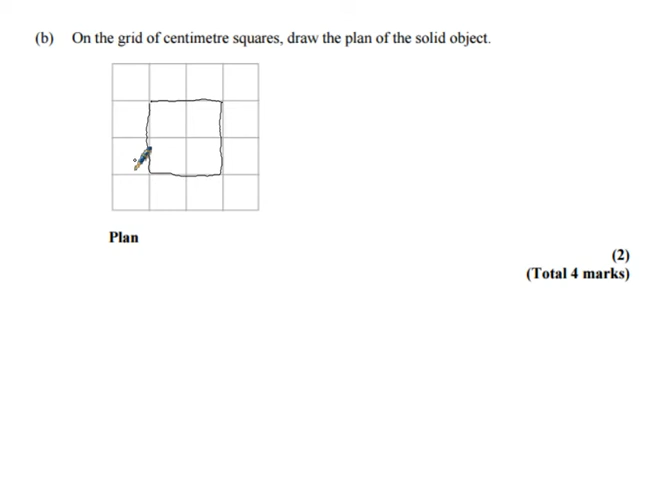 (b) On the grid of centimetre squares, draw the plan of the solid object.
Plan
(2)
(Total 4 marks)